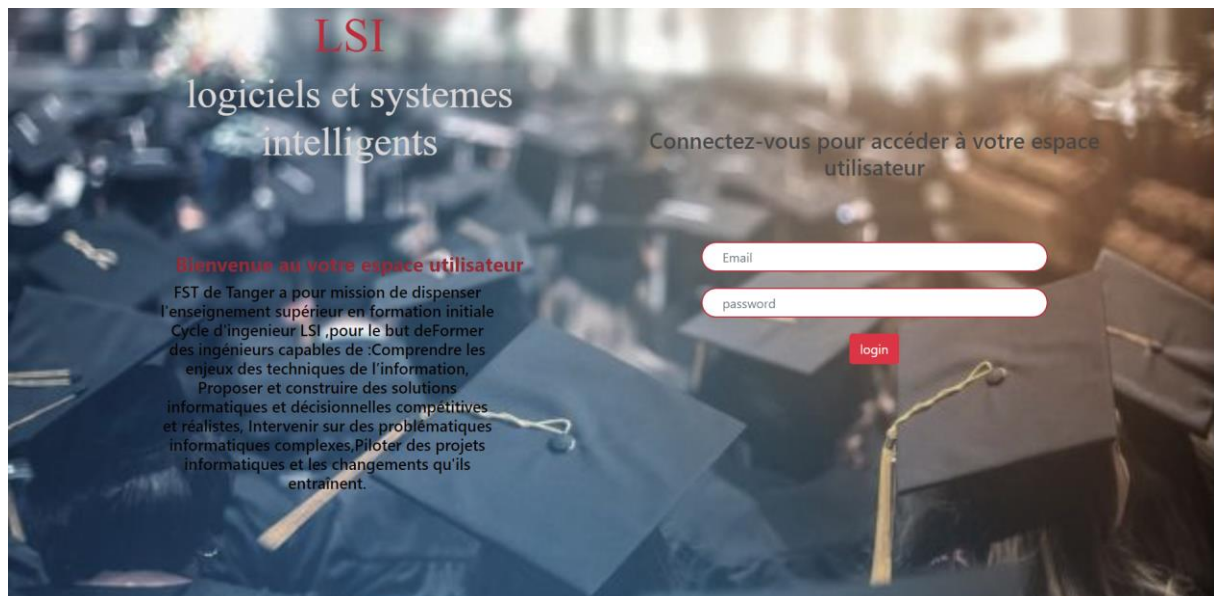 LSI
logiciels et systemes
intelligents
Bienvenue au votre espace utilisateur
FST de Tanger a pour mission de dispenser
l'enseignement supérieur en formation initiale
Cycle d'ingenieur LSI ,pour le but deFormer
des ingénieurs capables de :Comprendre les
enjeux des techniques de l'information,
Proposer et construire des solutions
informatiques et décisionnelles compétitives
et réalistes, Intervenir sur des problématiques
informatiques complexes,Piloter des projets
informatiques et les changements qu'ils
entraînent.
Connectez-vous pour accéder à votre espace
utilisateur
Email
password
login